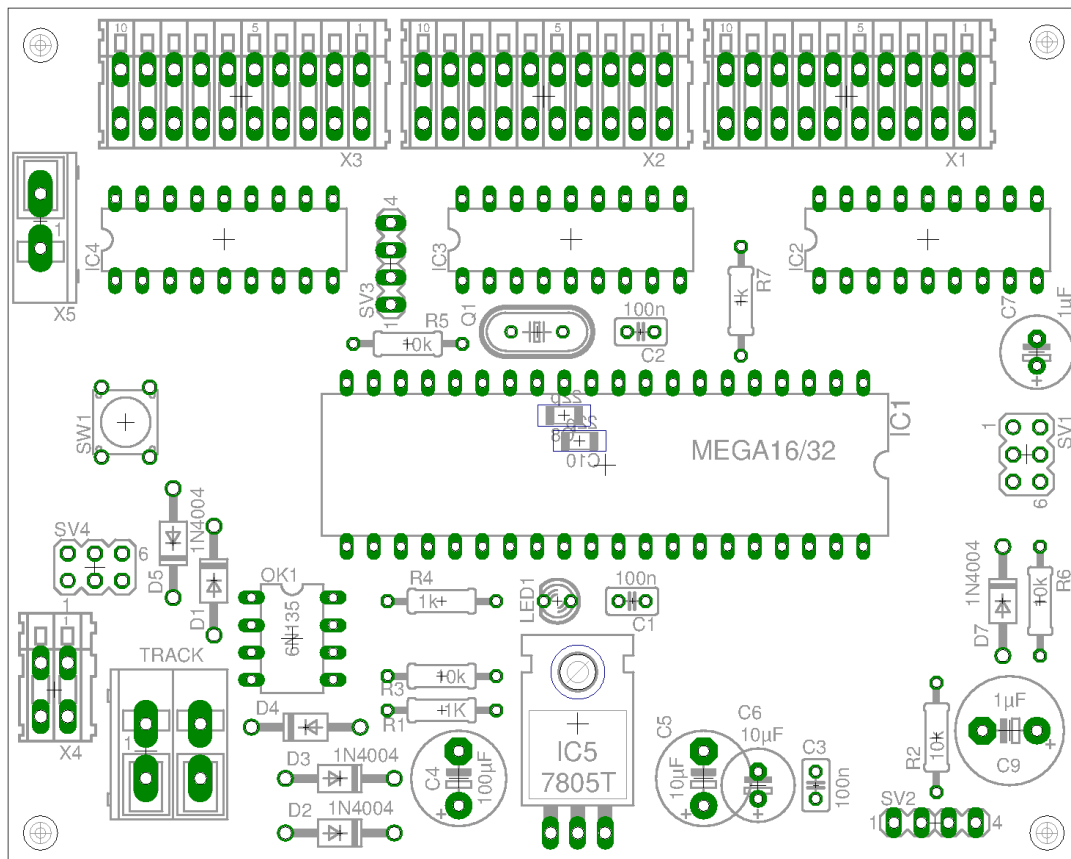 10 5 1
10 5 1
10 5 1
X3
X2
X1
1
X5
IC4
4
SV3
1
IC3
IC2
R7
1k
C7
1µF
+
R5
Q1
100n
C2
SW1
22p
C10
IC1
MEGA16/32
1
SV1
6
SV4
6
1
1N4004
D5
D1
OK1
6N135
R4
1k
LED1
100n
C1
1N4004
D7
R6
TRACK
1
X4
1
R3
R1
1K
D4
D3
1N4004
D2
1N4004
C4
100µF
+
IC5
7805T
C5
10µF
+
C6
10µF
+
C3
100n
R2
10k
1µF
C9
+
SV2
1
4